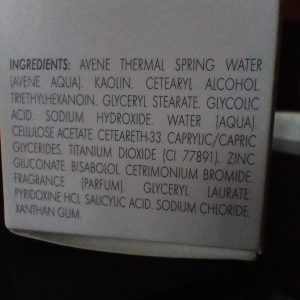 INGREDIENTS: AVENE THERMAL SPRING WATER
(AVENE AQUA). KAOLIN. CETEARYL ALCOHOL.
TRIETHYLHEXANOIN. GLYCERYL STEARATE. GLYCOLIC
ACID. SODIUM HYDROXIDE. WATER (AQUA).
CELLULOSE ACETATE. CETEARETH-33. CAPRYLIC/CAPRIC
GLYCERIDES. TITANIUM DIOXIDE (CI 77891). ZINC
GLUCONATE. BISABOLOL. CETRIMONIUM BROMIDE.
FRAGRANCE (PARFUM). GLYCERYL LAURATE.
PYRIDOXINE HCl. SALICYLIC ACID. SODIUM CHLORIDE.
XANTHAN GUM.